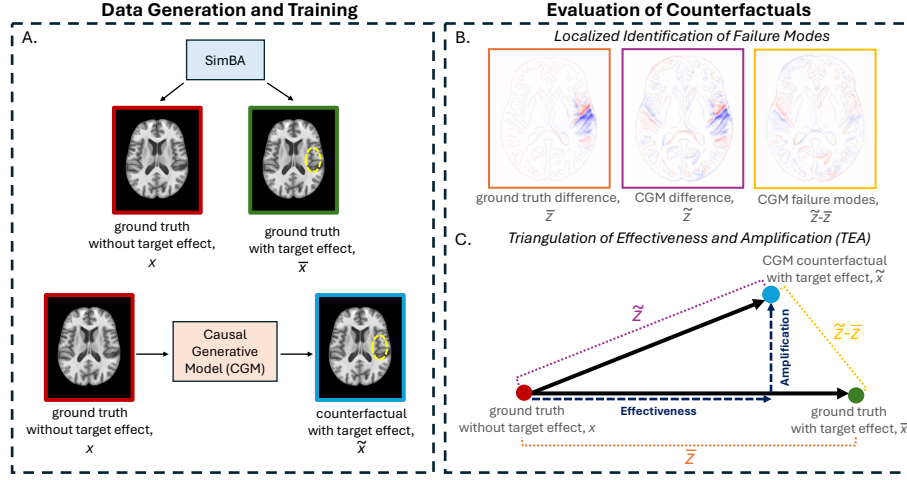 Data Generation and Training
A.
SimBA
ground truth
without target effect,
x
ground truth
with target effect,
x̅
ground truth
without target effect,
x
Causal
Generative
Model (CGM)
counterfactual
with target effect,
x̃
Evaluation of Counterfactuals
B.
Localized Identification of Failure Modes
ground truth difference,
z̅
CGM difference,
z̃
CGM failure modes,
z̃-z̅
C.
Triangulation of Effectiveness and Amplification (TEA)
CGM counterfactual
with target effect, x̃
z̃
Amplification
z̃-z̅
Effectiveness
ground truth
without target effect, x
ground truth
with target effect, x̅
z̅